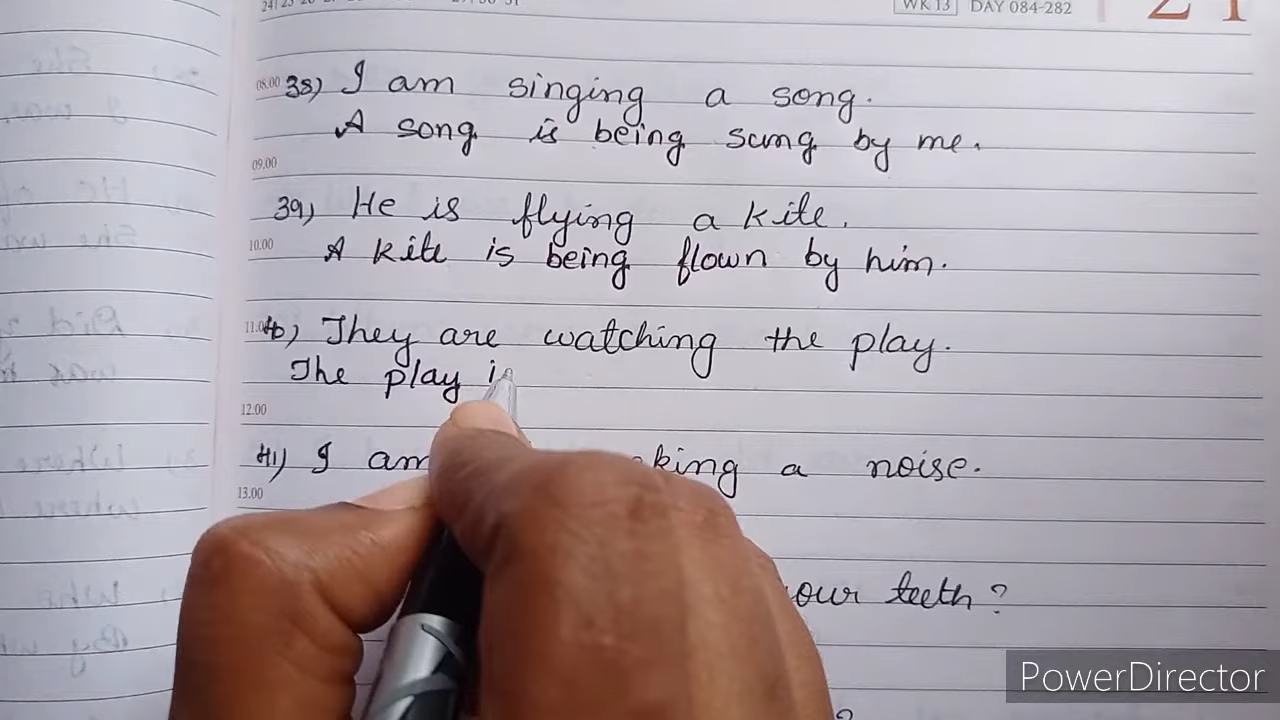 WK 13 DAY 084-282
08.00 38) I am singing a song.
A song is being sung by me.
09.00
39) He is flying a kite.
10.00
A kite is being flown by him.
11.00 40) They are watching the play.
The play i
12.00
41) I am king a noise.
13.00
your teeth?
PowerDirector